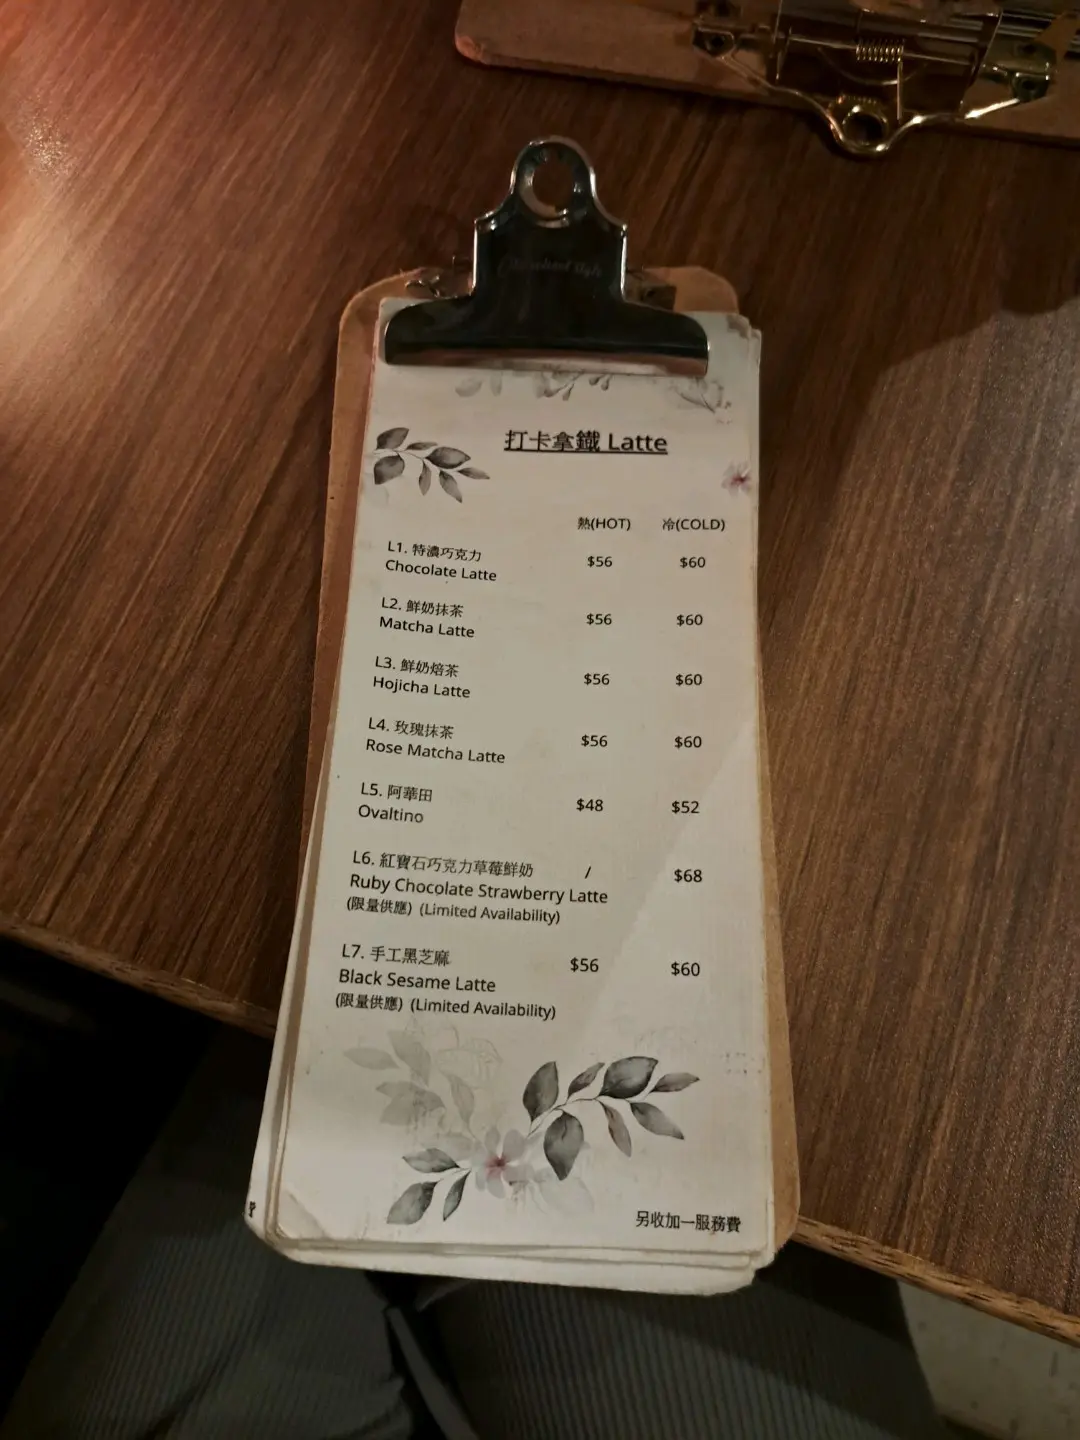 打卡拿鐵 Latte
熱(HOT) 冷(COLD)
L1. 特濃巧克力
Chocolate Latte $56 $60
L2. 鮮奶抹茶
Matcha Latte $56 $60
L3. 鮮奶焙茶
Hojicha Latte $56 $60
L4. 玫瑰抹茶
Rose Matcha Latte $56 $60
L5. 阿華田
Ovaltino $48 $52
L6. 紅寶石巧克力草莓鮮奶 / $68
Ruby Chocolate Strawberry Latte
(限量供應) (Limited Availability)
L7. 手工黑芝麻 $56 $60
Black Sesame Latte
(限量供應) (Limited Availability)
另收加一服務費